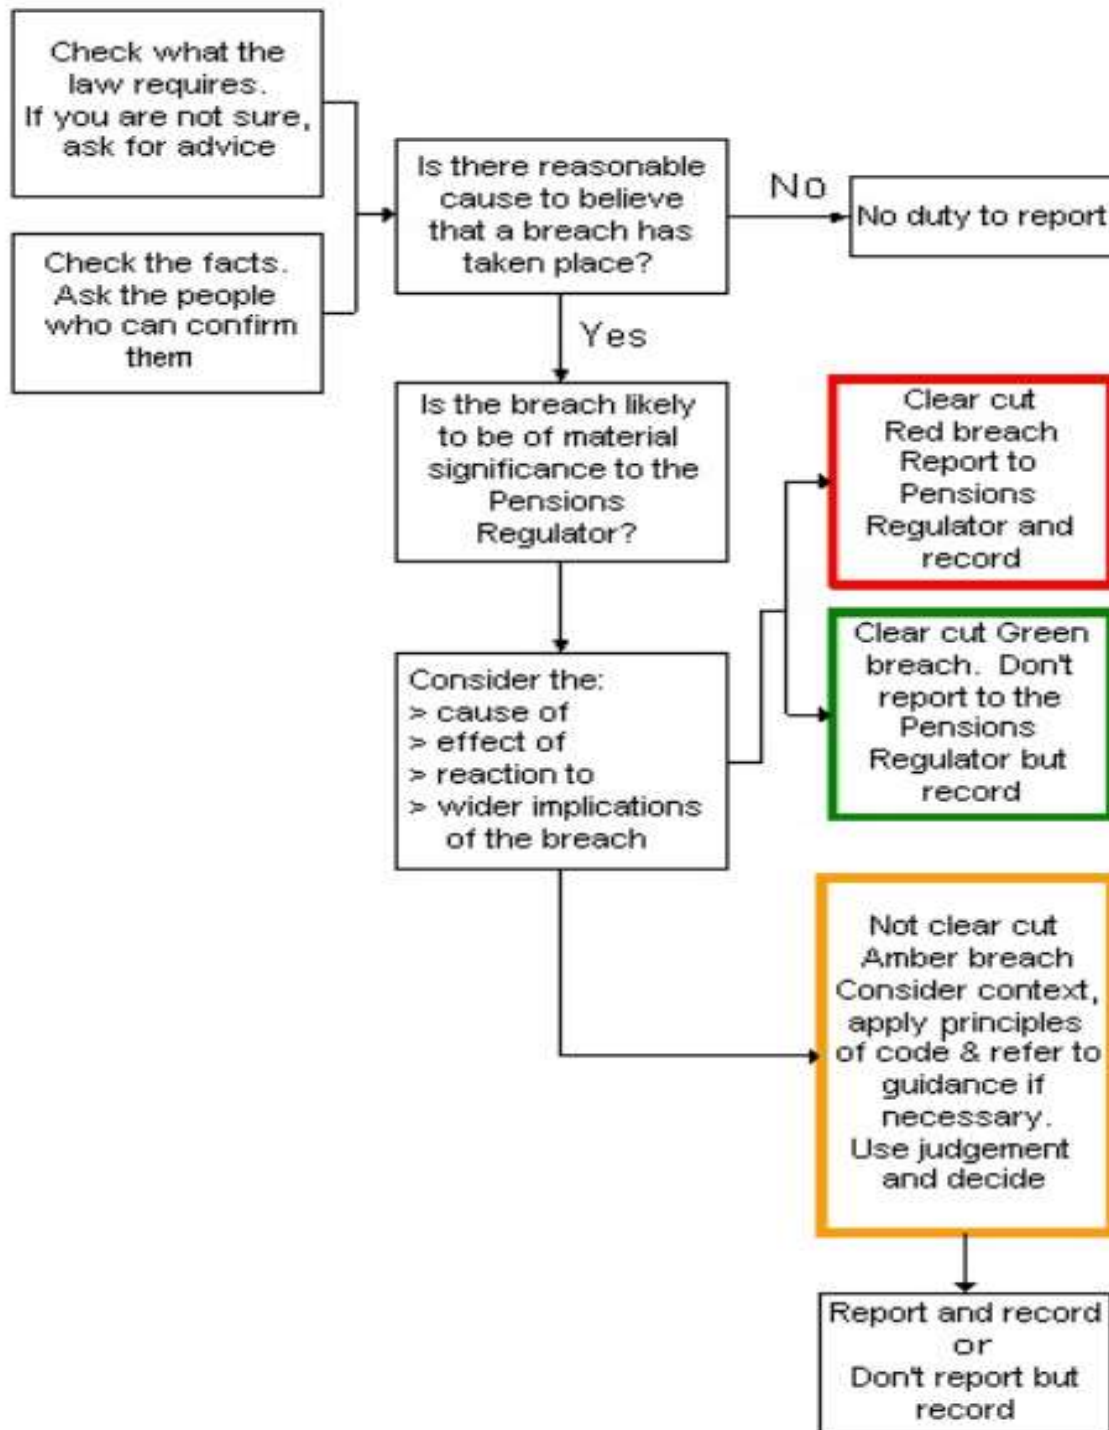 Check what the
law requires.
If you are not sure,
ask for advice
Check the facts.
Ask the people
who can confirm
them
Is there reasonable
cause to believe
that a breach has
taken place?
No
No duty to report
Yes
Is the breach likely
to be of material
significance to the
Pensions
Regulator?
Clear cut
Red breach
Report to
Pensions
Regulator and
record
Consider the:
> cause of
> effect of
> reaction to
> wider implications
of the breach
Clear cut Green
breach. Don't
report to the
Pensions
Regulator but
record
Not clear cut
Amber breach
Consider context,
apply principles
of code & refer to
guidance if
necessary.
Use judgement
and decide
Report and record
or
Don't report but
record